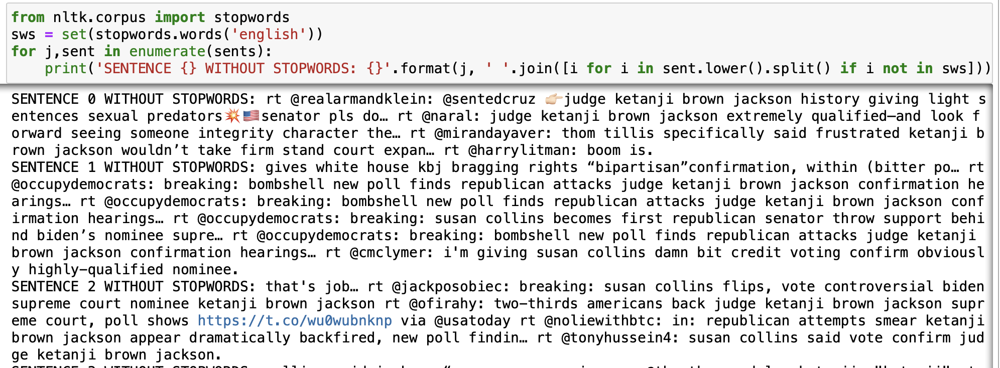 from nltk.corpus import stopwords
sws = set(stopwords.words('english'))
for j,sent in enumerate(sents):
    print('SENTENCE {} WITHOUT STOPWORDS: {}'.format(j, ' '.join([i for i in sent.lower().split() if i not in sws]))
SENTENCE 0 WITHOUT STOPWORDS: rt @realarmandklein: @sentedcruz 👉🏻judge ketanji brown jackson history giving light s
entences sexual predators💥🇺🇸senator pls do… rt @naral: judge ketanji brown jackson extremely qualified—and look f
orward seeing someone integrity character the… rt @mirandayaver: thom tillis specifically said frustrated ketanji b
rown jackson wouldn’t take firm stand court expan… rt @harrylitman: boom is.
SENTENCE 1 WITHOUT STOPWORDS: gives white house kbj bragging rights “bipartisan”confirmation, within (bitter po… rt
@occupydemocrats: breaking: bombshell new poll finds republican attacks judge ketanji brown jackson confirmation he
arings… rt @occupydemocrats: breaking: bombshell new poll finds republican attacks judge ketanji brown jackson conf
irmation hearings… rt @occupydemocrats: breaking: susan collins becomes first republican senator throw support behi
nd biden’s nominee supre… rt @occupydemocrats: breaking: bombshell new poll finds republican attacks judge ketanji
brown jackson confirmation hearings… rt @cmclymer: i'm giving susan collins damn bit credit voting confirm obviousl
y highly-qualified nominee.
SENTENCE 2 WITHOUT STOPWORDS: that's job… rt @jackposobiec: breaking: susan collins flips, vote controversial biden
supreme court nominee ketanji brown jackson rt @ofirahy: two-thirds americans back judge ketanji brown jackson supr
eme court, poll shows https://t.co/wu0wubnknp via @usatoday rt @noliewithbtc: in: republican attempts smear ketanji
brown jackson appear dramatically backfired, new poll findin… rt @tonyhussein4: susan collins said vote confirm jud
ge ketanji brown jackson.